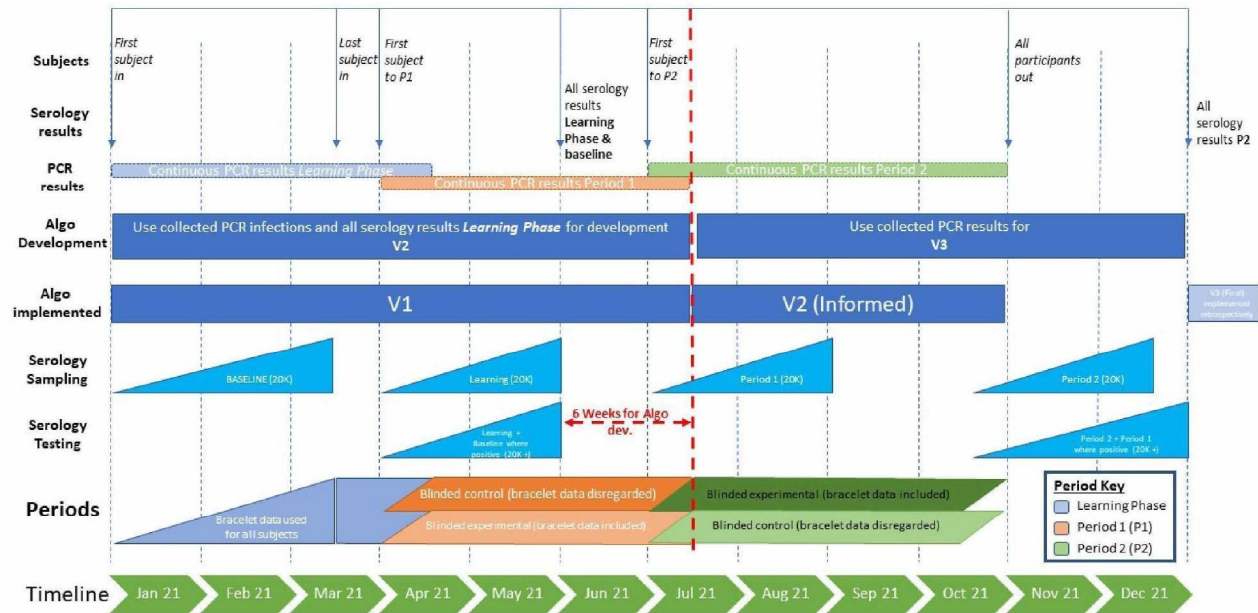 Subjects
First
subject
in
Last
subject
in
First
subject
to P1
First
subject
to P2
All
participants
out
Serology
results
All serology
results
Learning
Phase &
baseline
All
serology
results P2
PCR
results
Continuous PCR results Learning Phase
Continuous PCR results Period 1
Continuous PCR results Period 2
Algo
Development
Use collected PCR infections and all serology results Learning Phase for development
V2
Use collected PCR results for
V3
Algo
implemented
V1
V2 (Informed)
V3 (Final)
implemented
retrospectively
Serology
Sampling
BASELINE (20K)
Learning (20K)
Period 1 (20K)
Period 2 (20K)
Serology
Testing
Learning +
Baseline where
positive (20K +)
6 Weeks for Algo
dev.
Period 2 + Period 1
where positive (20K +)
Periods
Bracelet data used
for all subjects
Blinded control (bracelet data disregarded)
Blinded experimental (bracelet data included)
Blinded experimental (bracelet data included)
Blinded control (bracelet data disregarded)
Period Key
Learning Phase
Period 1 (P1)
Period 2 (P2)
Timeline
Jan 21
Feb 21
Mar 21
Apr 21
May 21
Jun 21
Jul 21
Aug 21
Sep 21
Oct 21
Nov 21
Dec 21